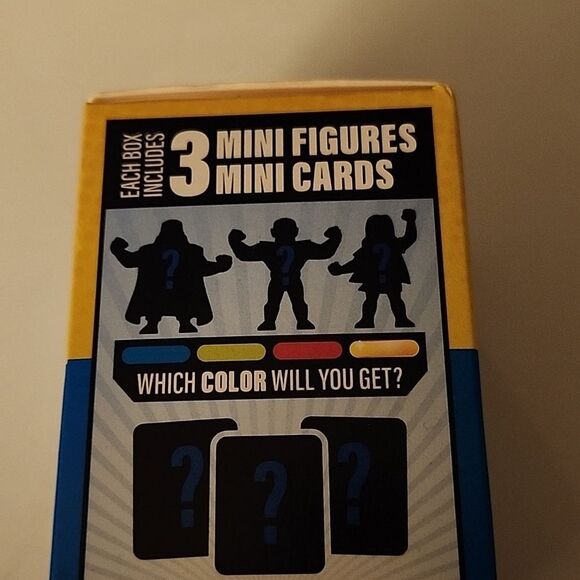 EACH BOX
INCLUDES
3 MINI FIGURES
MINI CARDS
? ? ?
WHICH COLOR WILL YOU GET?
? ? ?